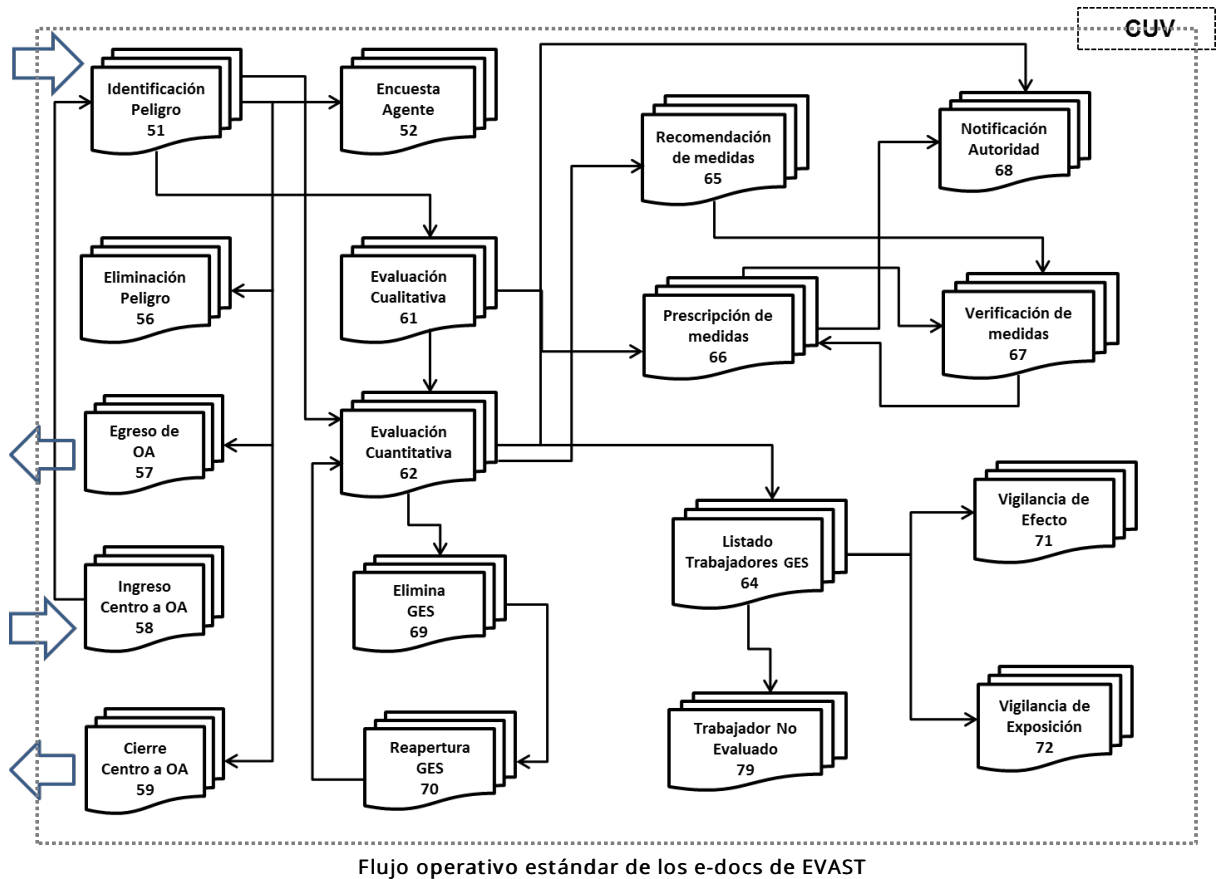 CUV
Identificación
Peligro
51
Encuesta
Agente
52
Recomendación
de medidas
65
Notificación
Autoridad
68
Eliminación
Peligro
56
Evaluación
Cualitativa
61
Prescripción de
medidas
66
Verificación de
medidas
67
Egreso de
OA
57
Evaluación
Cuantitativa
62
Vigilancia de
Efecto
71
Ingreso
Centro a OA
58
Elimina
GES
69
Listado
Trabajadores GES
64
Cierre
Centro a OA
59
Reapertura
GES
70
Trabajador No
Evaluado
79
Vigilancia de
Exposición
72
Flujo operativo estándar de los e-docs de EVAST